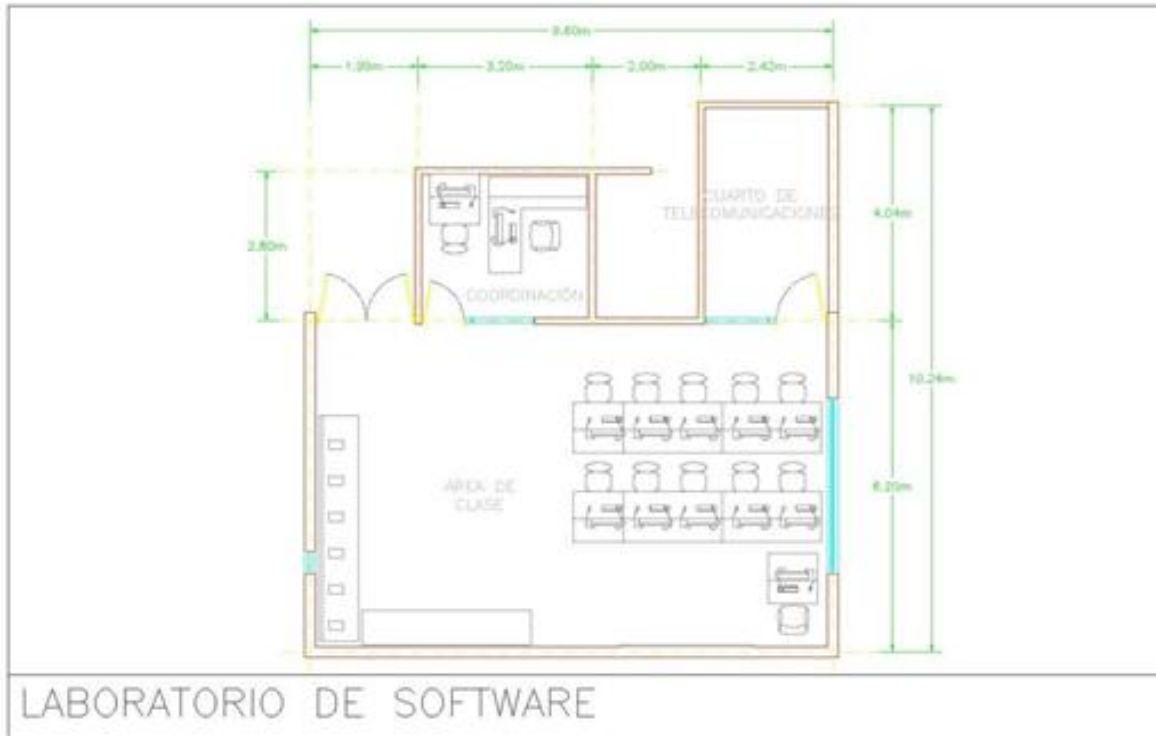 9.60m
1.98m
3.20m
2.00m
2.42m
CUARTO DE
TELECOMUNICACIONES
4.04m
2.80m
COORDINACIÓN
10.24m
ÁREA DE
CLASE
6.20m
LABORATORIO DE SOFTWARE